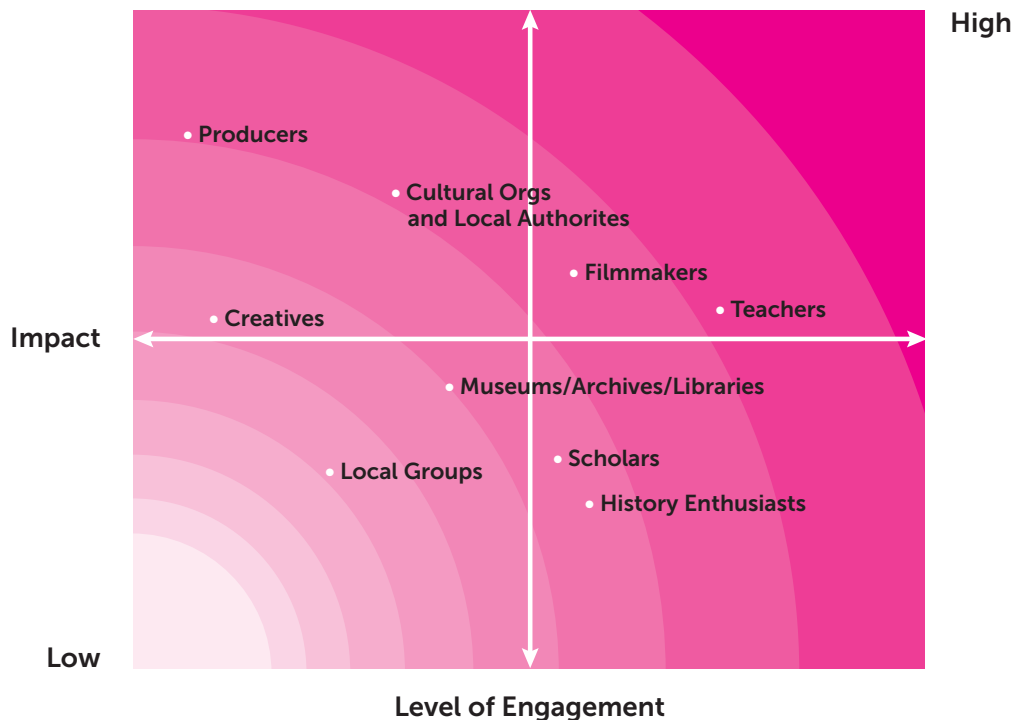 High
Producers
Cultural Orgs
and Local Authorites
Filmmakers
Teachers
Creatives
Impact
Museums/Archives/Libraries
Scholars
Local Groups
History Enthusiasts
Low
Level of Engagement